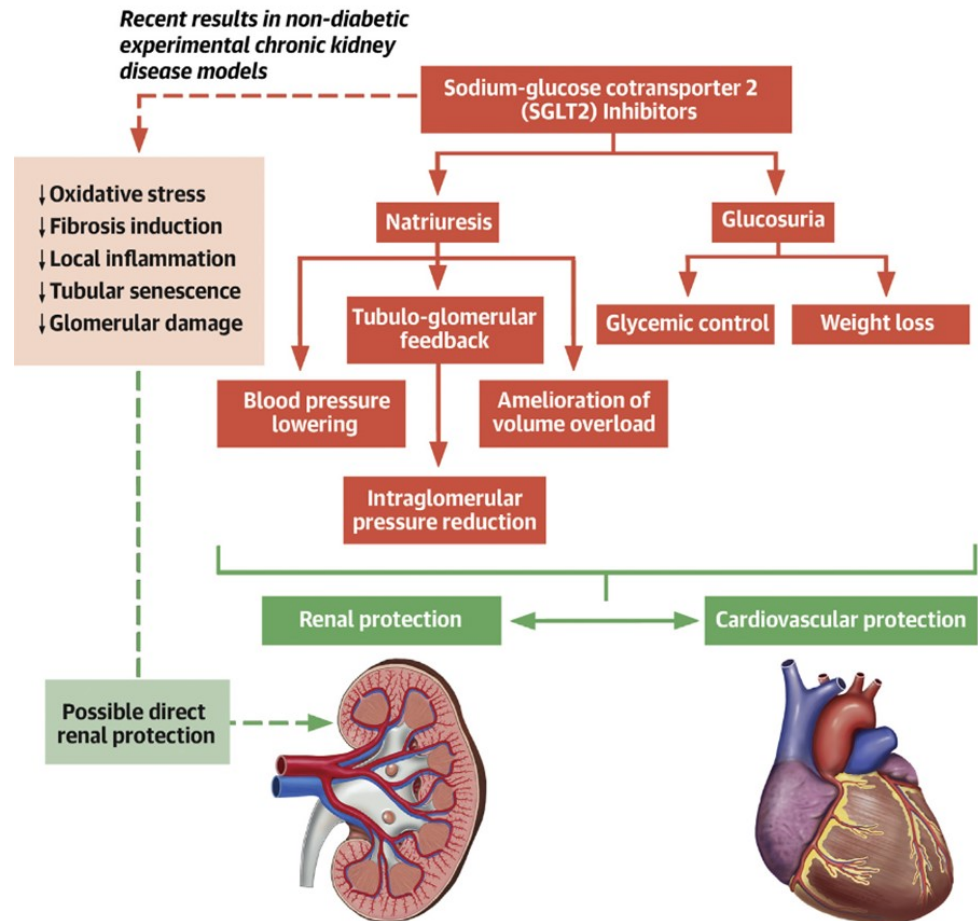 Recent results in non-diabetic
experimental chronic kidney
disease models
Sodium-glucose cotransporter 2
(SGLT2) Inhibitors
↓Oxidative stress
↓Fibrosis induction
↓Local inflammation
↓Tubular senescence
↓Glomerular damage
Natriuresis
Glucosuria
Tubulo-glomerular
feedback
Glycemic control
Weight loss
Blood pressure
lowering
Amelioration of
volume overload
Intraglomerular
pressure reduction
Renal protection
Cardiovascular protection
Possible direct
renal protection